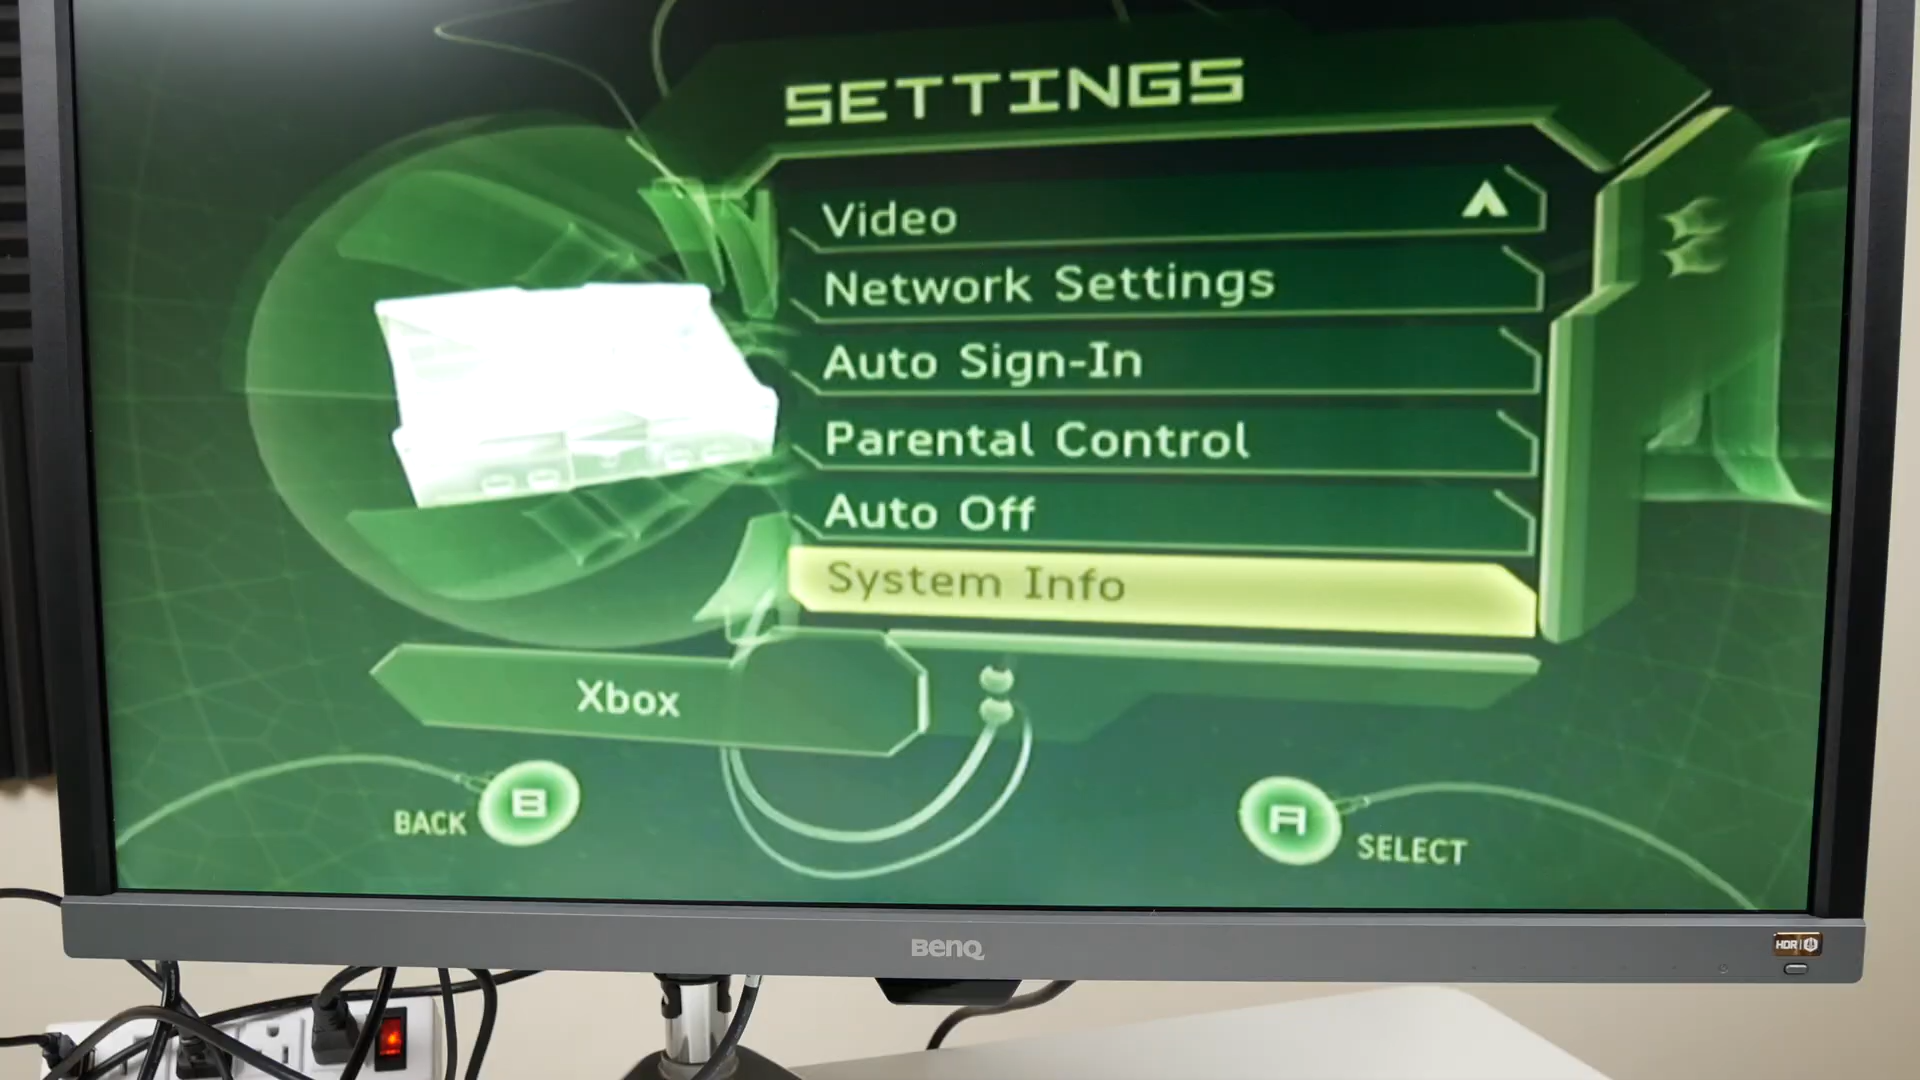 SETTINGS
Video
Network Settings
Auto Sign-In
Parental Control
Auto Off
System Info
Xbox
BACK B
A SELECT
BenQ
HDR